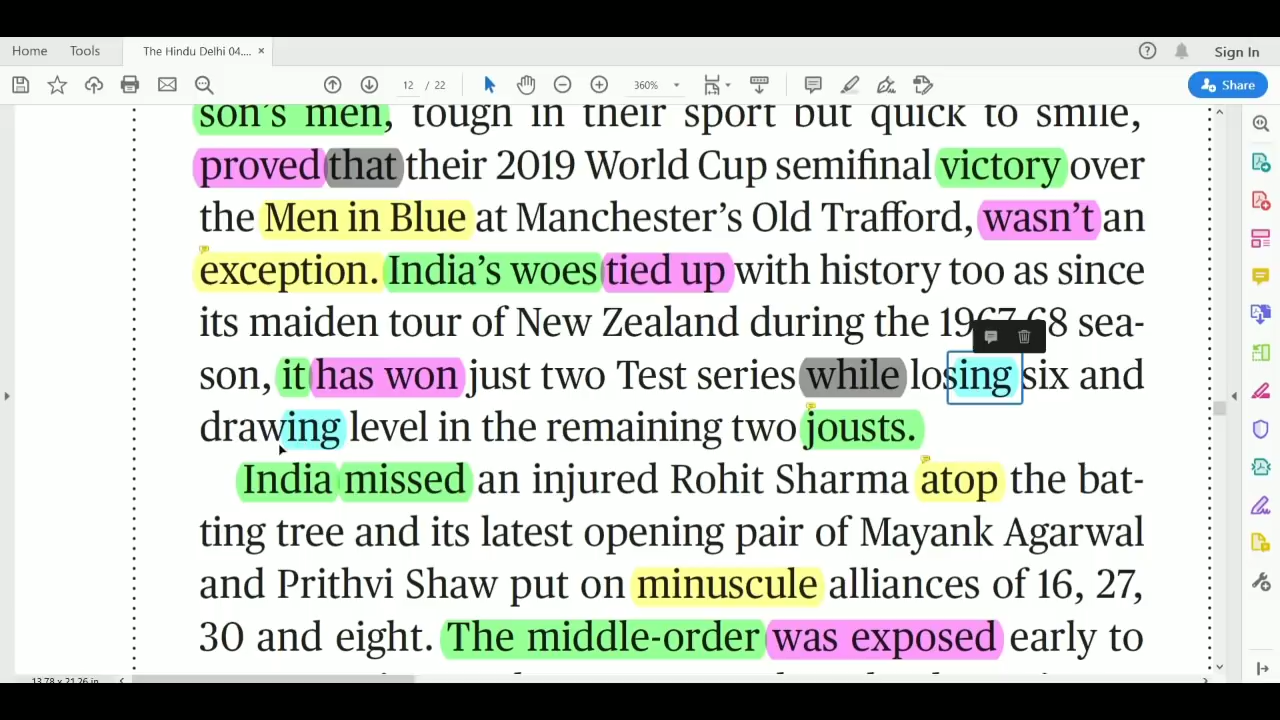 Home Tools The Hindu Delhi 04.... × Sign In
12 / 22 360% Share
son's men, tough in their sport but quick to smile,
proved that their 2019 World Cup semifinal victory over
the Men in Blue at Manchester's Old Trafford, wasn't an
exception. India's woes tied up with history too as since
its maiden tour of New Zealand during the 1967-68 sea-
son, it has won just two Test series while losing six and
drawing level in the remaining two jousts.
India missed an injured Rohit Sharma atop the bat-
ting tree and its latest opening pair of Mayank Agarwal
and Prithvi Shaw put on minuscule alliances of 16, 27,
30 and eight. The middle-order was exposed early to
13.78 x 21.26 in